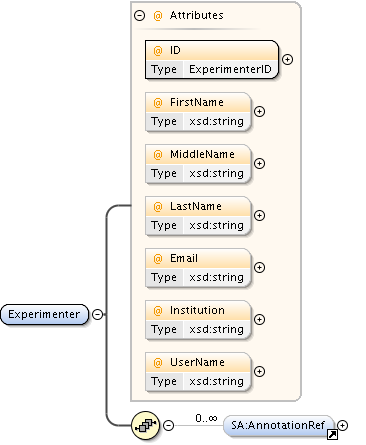 Attributes
@ ID
Type ExperimenterID
@ FirstName
Type xsd:string
@ MiddleName
Type xsd:string
@ LastName
Type xsd:string
@ Email
Type xsd:string
Experimenter
@ Institution
Type xsd:string
@ UserName
Type xsd:string
0..∞
SA:AnnotationRef